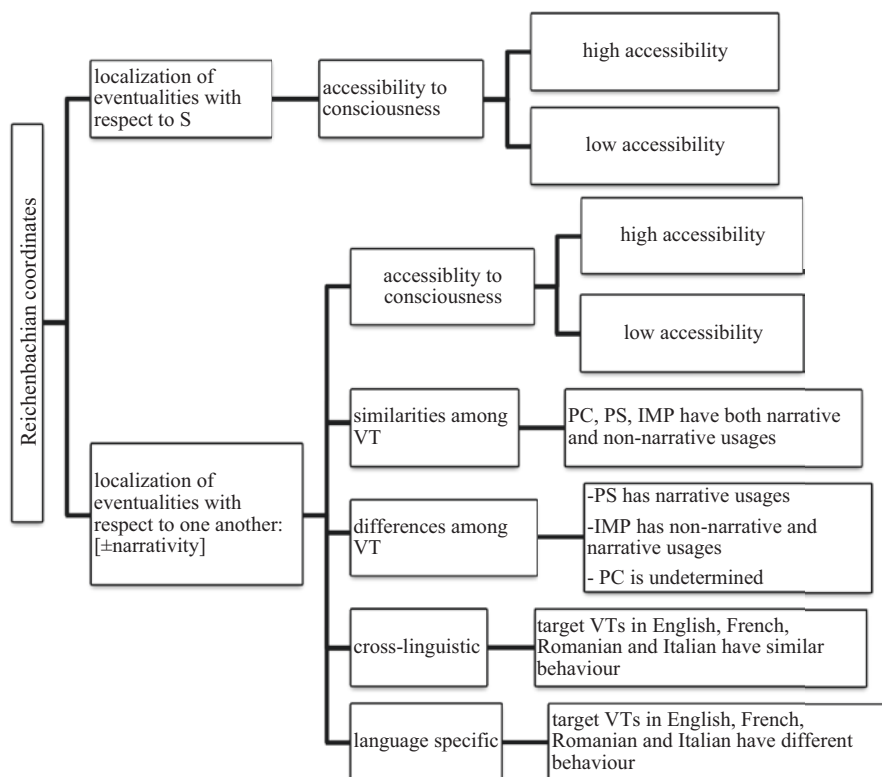 Reichenbachian coordinates
localization of
eventualities with
respect to S
accessibility to
consciousness
high accessibility
low accessibility
localization of
eventualities with
respect to one another:
[±narrativity]
accessiblity to
consciousness
high accessibility
low accessibility
similarities among
VT
PC, PS, IMP have both narrative
and non-narrative usages
differences among
VT
-PS has narrative usages
-IMP has non-narrative and
narrative usages
- PC is undetermined
cross-linguistic
target VTs in English, French,
Romanian and Italian have similar
behaviour
language specific
target VTs in English, French,
Romanian and Italian have different
behaviour